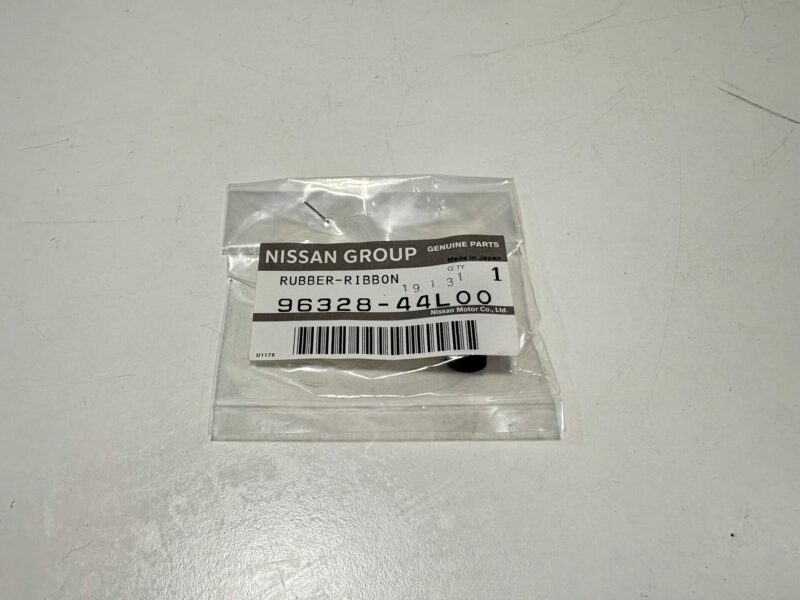 NISSAN GROUP GENUINE PARTS
Made in Japan
RUBBER-RIBBON Q'TY 1
19. 1. 31
96328-44L00
Nissan Motor Co., Ltd.
U1178